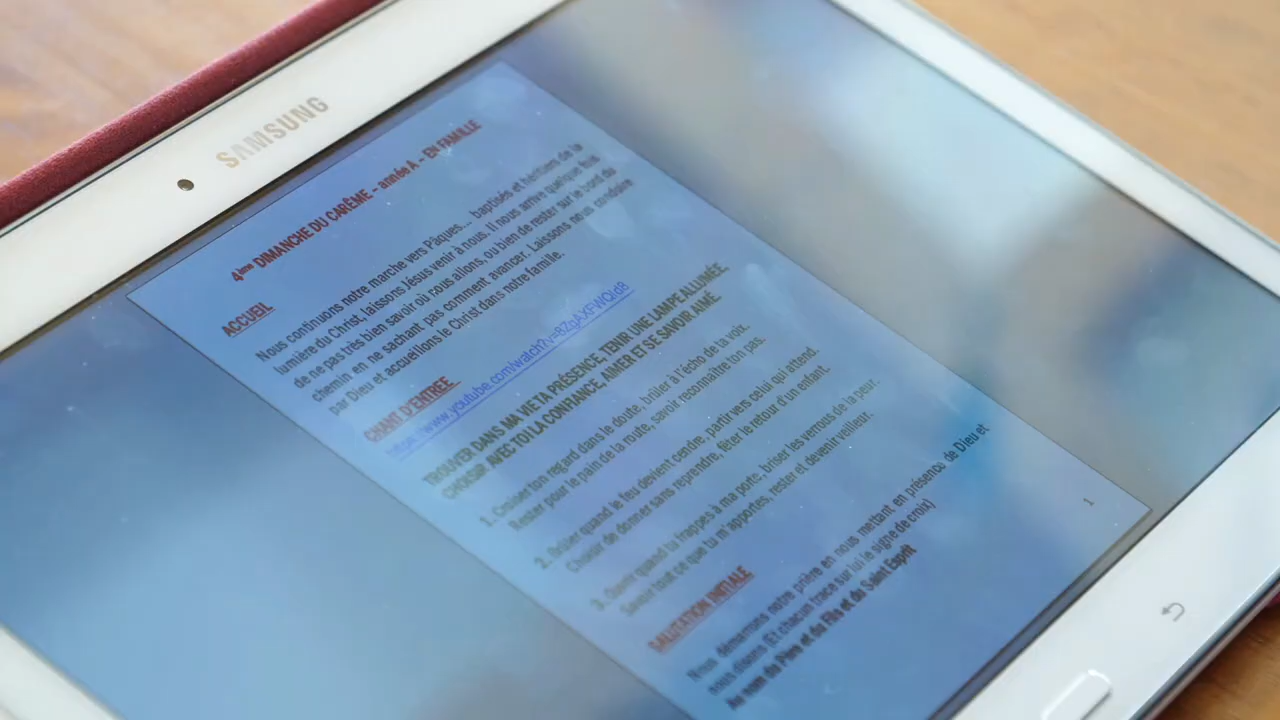 SAMSUNG
4ème DIMANCHE DU CARÊME - année A - EN FAMILLE
ACCUEIL
Nous continuons notre marche vers Pâques... baptisés et héritiers de la
lumière du Christ, laissons Jésus venir à nous. Il nous arrive quelque fois
de ne pas très bien savoir où nous allons, ou bien de rester sur le bord du
chemin en ne sachant pas comment avancer. Laissons nous conduire
par Dieu et accueillons le Christ dans notre famille.
CHANT D'ENTREE
https://www.youtube.com/watch?v=8ZgAXFWQid8
TROUVER DANS MA VIE TA PRÉSENCE, TENIR UNE LAMPE ALLUMÉE.
CHOISIR AVEC TOI LA CONFIANCE, AIMER ET SE SAVOIR AIMÉ.
1. Croiser ton regard dans le doute, brûler à l'écho de ta voix.
Rester pour le pain de la route, savoir reconnaître ton pas.
2. Brûler quand le feu devient cendre, partir vers celui qui attend.
Choisir de donner sans reprendre, fêter le retour d'un enfant.
3. Ouvrir quand tu frappes à ma porte, briser les verrous de la peur.
Savoir tout ce que tu m'apportes, rester et devenir veilleur.
SALUTATION INITIALE
Nous démarrons notre prière en nous mettant en présence de Dieu et
nous disons (Et chacun trace sur lui le signe de croix)
Au nom du Père et du Fils et du Saint Esprit
1